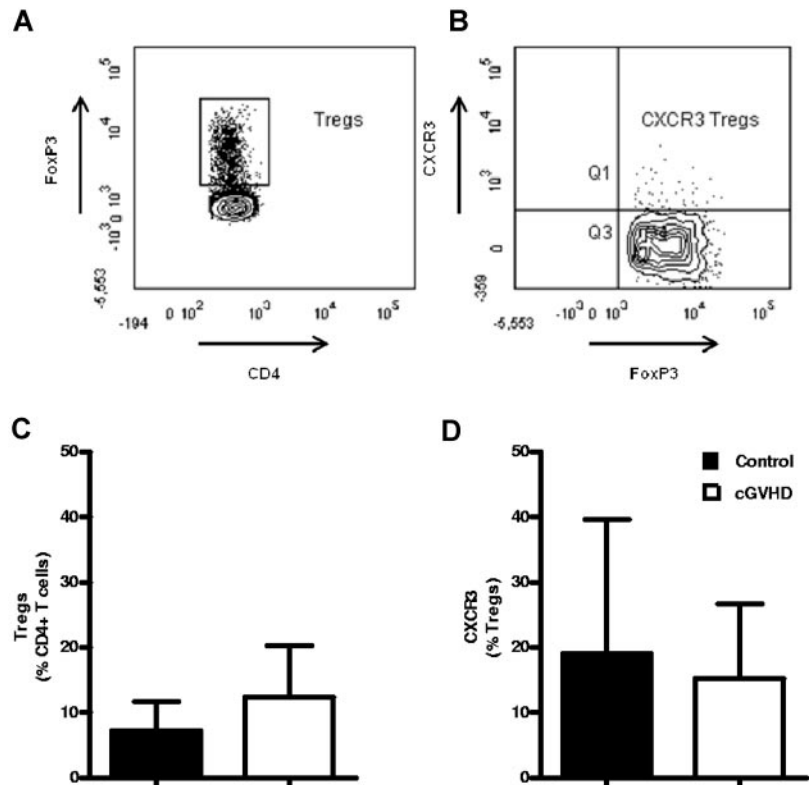 A
FoxP3
10^5
10^4
10^3
0
-10^3
-5,553
Tregs
-194
0 10^2 10^3 10^4 10^5
CD4
B
CXCR3
10^5
10^4
10^3
0
-359
CXCR3 Tregs
Q1
Q3
-5,553
-10^3 0 10^3 10^4 10^5
FoxP3
C
Tregs
(% CD4+ T cells)
50
40
30
20
10
0
D
CXCR3
(% Tregs)
50
40
30
20
10
0
Control
cGVHD